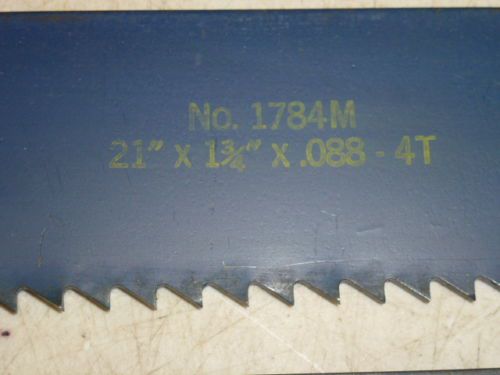 No. 1784M
21" x 1¾" x .088 - 4T